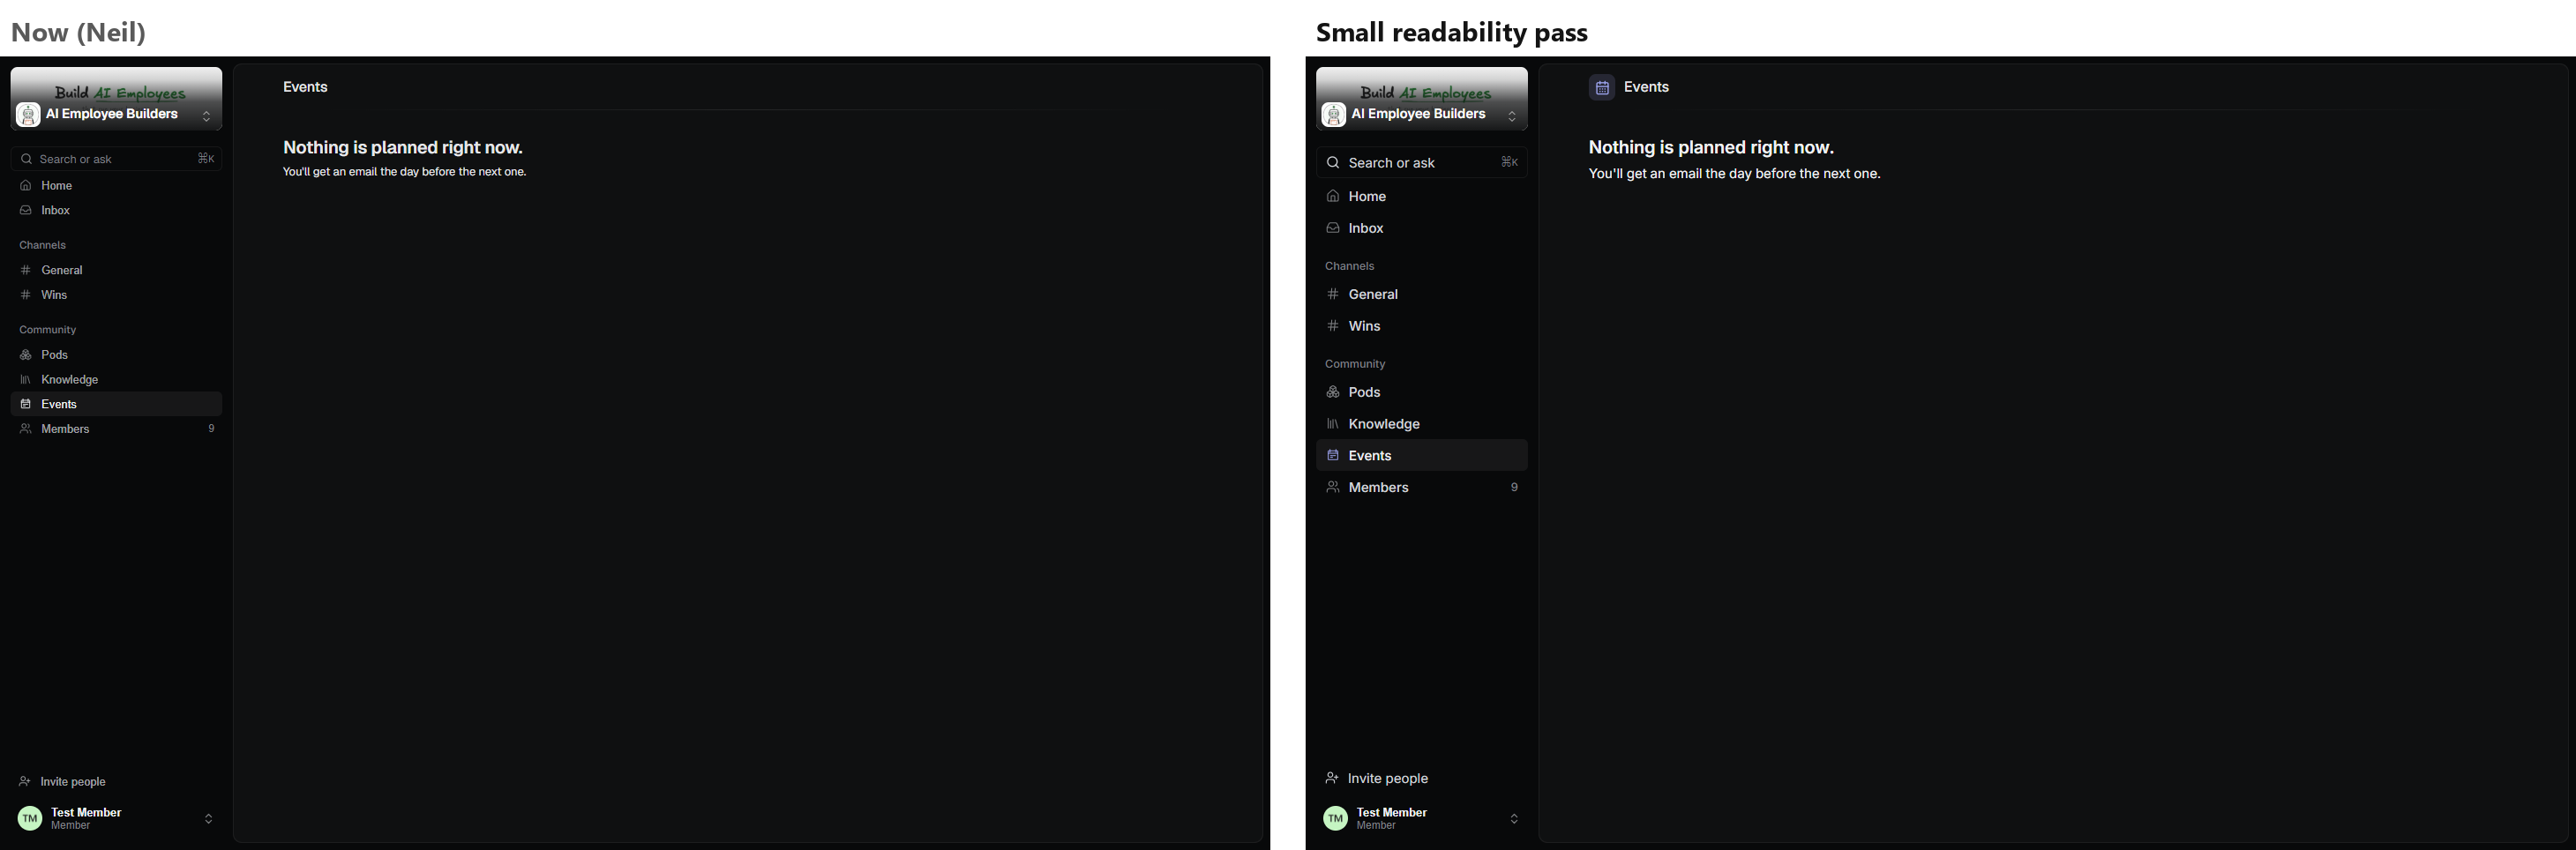 Now (Neil)
Build AI Employees
AI Employee Builders
Search or ask ⌘K
Home
Inbox
Channels
General
Wins
Community
Pods
Knowledge
Events
Members 9
Invite people
TM
Test Member
Member
Events
Nothing is planned right now.
You'll get an email the day before the next one.
Small readability pass
Build AI Employees
AI Employee Builders
Search or ask ⌘K
Home
Inbox
Channels
General
Wins
Community
Pods
Knowledge
Events
Members 9
Invite people
TM
Test Member
Member
Events
Nothing is planned right now.
You'll get an email the day before the next one.